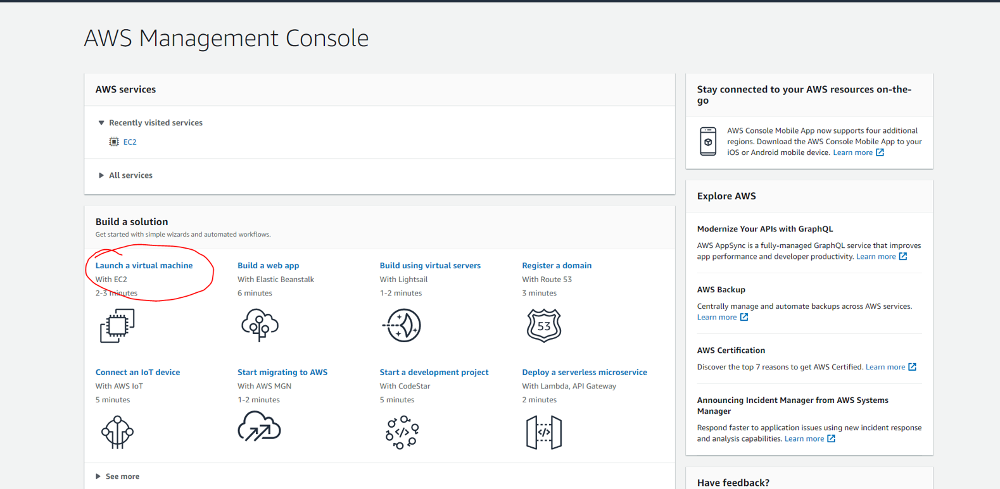 AWS Management Console
AWS services
Recently visited services
EC2
All services
Build a solution
Get started with simple wizards and automated workflows.
Launch a virtual machine
With EC2
2-3 minutes
Build a web app
With Elastic Beanstalk
6 minutes
Build using virtual servers
With Lightsail
1-2 minutes
Register a domain
With Route 53
3 minutes
53
Connect an IoT device
With AWS IoT
5 minutes
Start migrating to AWS
With AWS MGN
1-2 minutes
Start a development project
With CodeStar
5 minutes
</>
Deploy a serverless microservice
With Lambda, API Gateway
2 minutes
</>
See more
Stay connected to your AWS resources on-the-
go
AWS Console Mobile App now supports four additional
regions. Download the AWS Console Mobile App to your
iOS or Android mobile device. Learn more
Explore AWS
Modernize Your APIs with GraphQL
AWS AppSync is a fully-managed GraphQL service that improves
app performance and developer productivity. Learn more
AWS Backup
Centrally manage and automate backups across AWS services.
Learn more
AWS Certification
Discover the top 7 reasons to get AWS Certified. Learn more
Announcing Incident Manager from AWS Systems
Manager
Respond faster to application issues using new incident response
and analysis capabilities. Learn more
Have feedback?